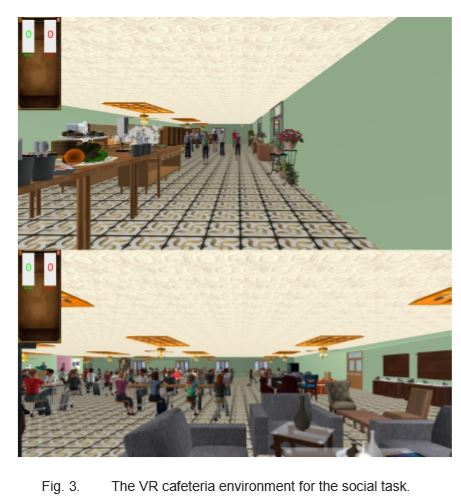 0 0
0 0
Fig. 3. The VR cafeteria environment for the social task.